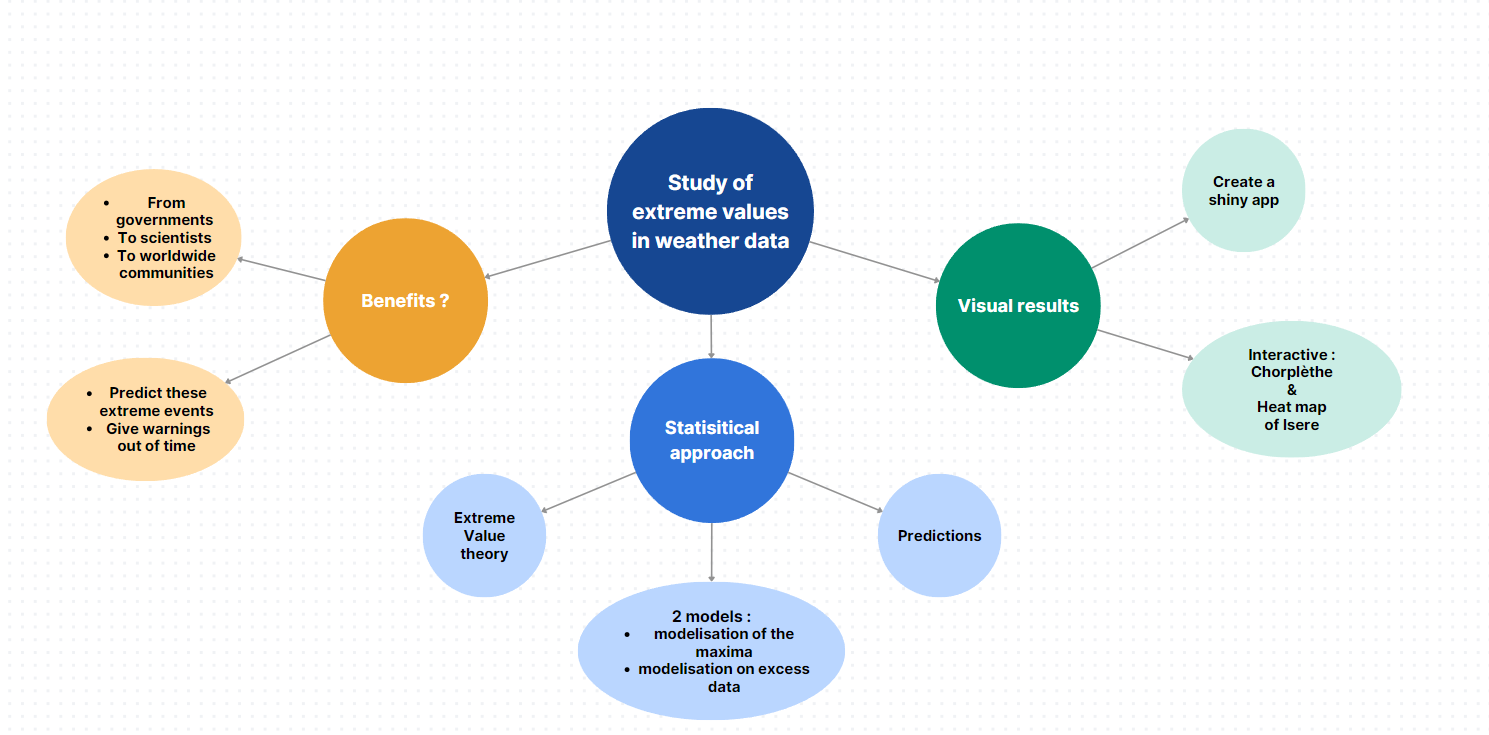 Study of
extreme values
in weather data
Benefits ?
• From
governments
• To scientists
• To worldwide
communities
• Predict these
extreme events
• Give warnings
out of time
Statisitical
approach
Extreme
Value
theory
2 models :
• modelisation of the
maxima
• modelisation on excess
data
Predictions
Visual results
Create a
shiny app
Interactive :
Chorplèthe
&
Heat map
of Isere